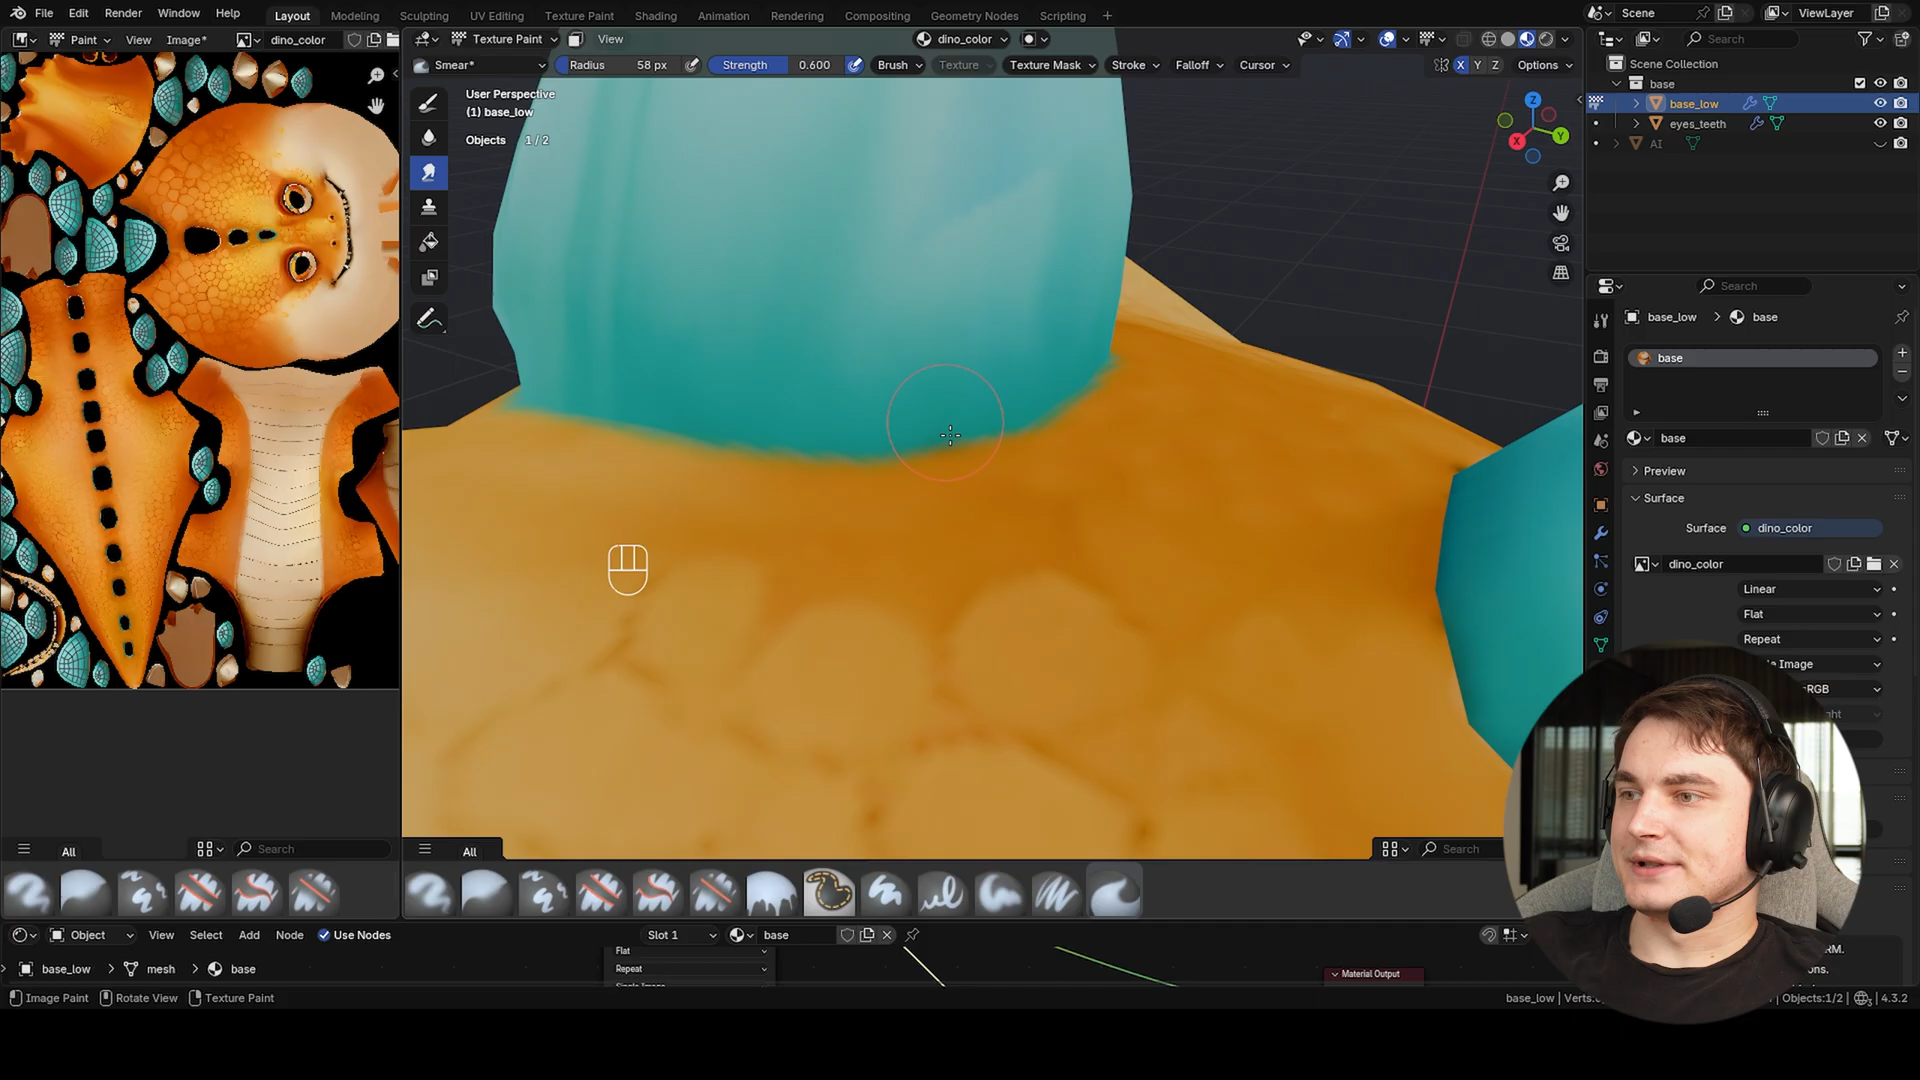 File Edit Render Window Help Layout Modeling Sculpting UV Editing Texture Paint Shading Animation Rendering Compositing Geometry Nodes Scripting + Scene ViewLayer
Paint View Image* dino_color Texture Paint View dino_color Search
Smear* Radius 58 px Strength 0.600 Brush Texture Texture Mask Stroke Falloff Cursor X Y Z Options
Scene Collection
base
base_low
eyes_teeth
AI
User Perspective
(1) base_low
Objects 1 / 2
Z
Y
X
Search
base_low > base
base
base
Preview
Surface
Surface dino_color
dino_color
Linear
Flat
Repeat
Image
RGB
All Search All Search
Object View Select Add Node Use Nodes Slot 1 base
base_low > mesh > base
Flat
Repeat
Material Output
Image Paint Rotate View Texture Paint
base_low | Verts:
Objects:1/2
4.3.2